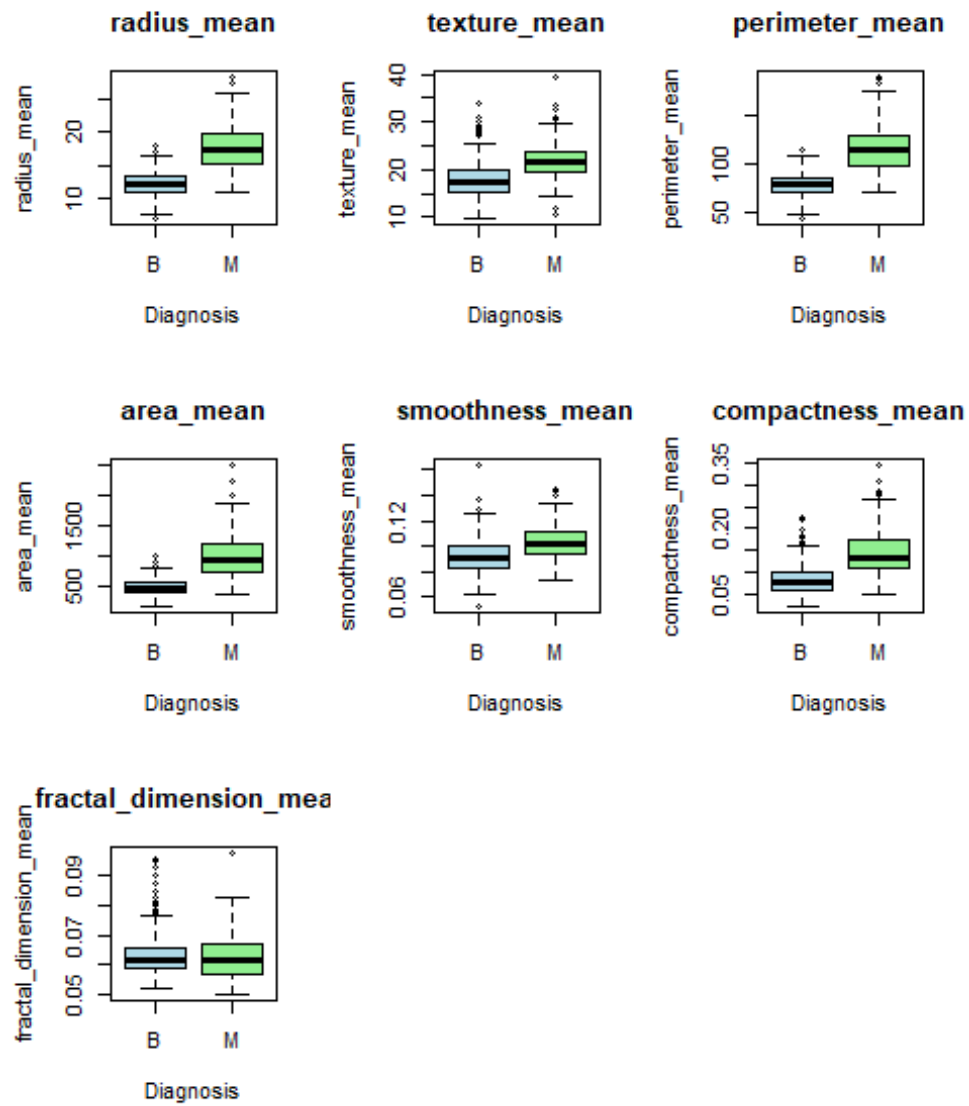 radius_mean
radius_mean
10
20
B
M
Diagnosis
texture_mean
texture_mean
10
20
30
40
B
M
Diagnosis
perimeter_mean
perimeter_mean
50
100
B
M
Diagnosis
area_mean
area_mean
500
1500
B
M
Diagnosis
smoothness_mean
smoothness_mean
0.06
0.12
B
M
Diagnosis
compactness_mean
compactness_mean
0.05
0.20
0.35
B
M
Diagnosis
fractal_dimension_mea
fractal_dimension_mean
0.05
0.07
0.09
B
M
Diagnosis